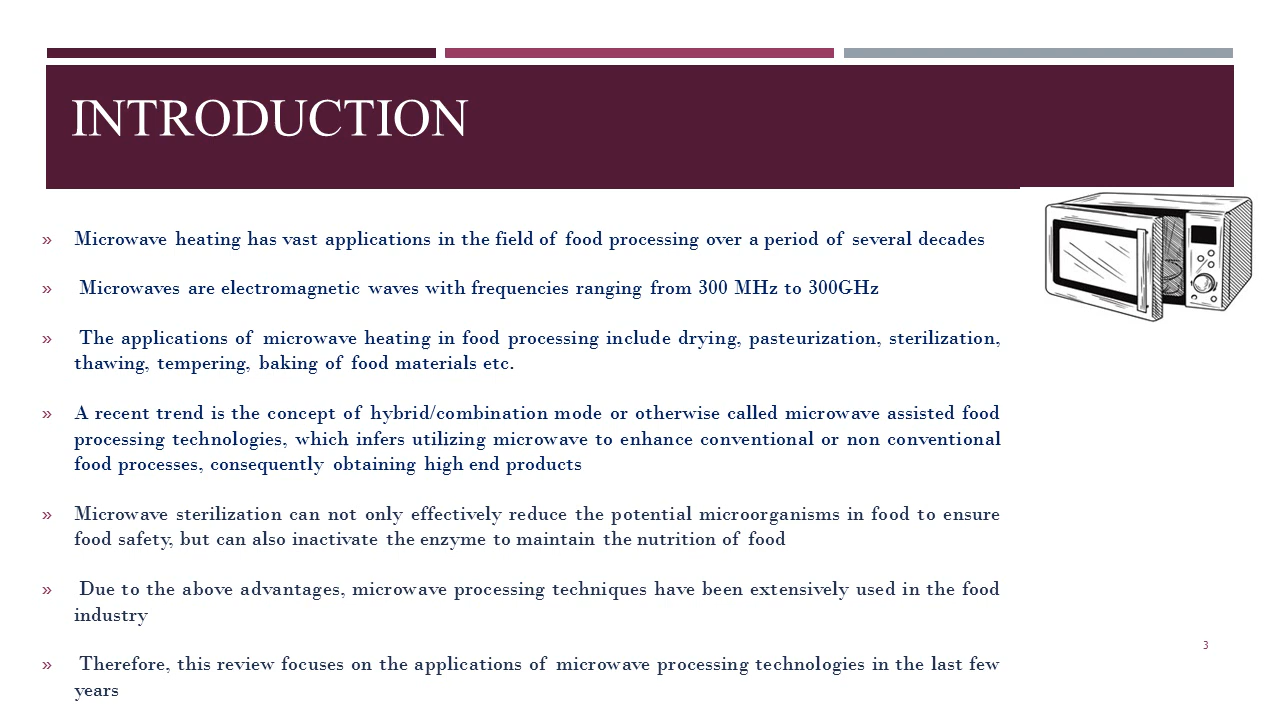 INTRODUCTION
» Microwave heating has vast applications in the field of food processing over a period of several decades
» Microwaves are electromagnetic waves with frequencies ranging from 300 MHz to 300GHz
» The applications of microwave heating in food processing include drying, pasteurization, sterilization,
thawing, tempering, baking of food materials etc.
» A recent trend is the concept of hybrid/combination mode or otherwise called microwave assisted food
processing technologies, which infers utilizing microwave to enhance conventional or non conventional
food processes, consequently obtaining high end products
» Microwave sterilization can not only effectively reduce the potential microorganisms in food to ensure
food safety, but can also inactivate the enzyme to maintain the nutrition of food
» Due to the above advantages, microwave processing techniques have been extensively used in the food
industry
» Therefore, this review focuses on the applications of microwave processing technologies in the last few
years
3